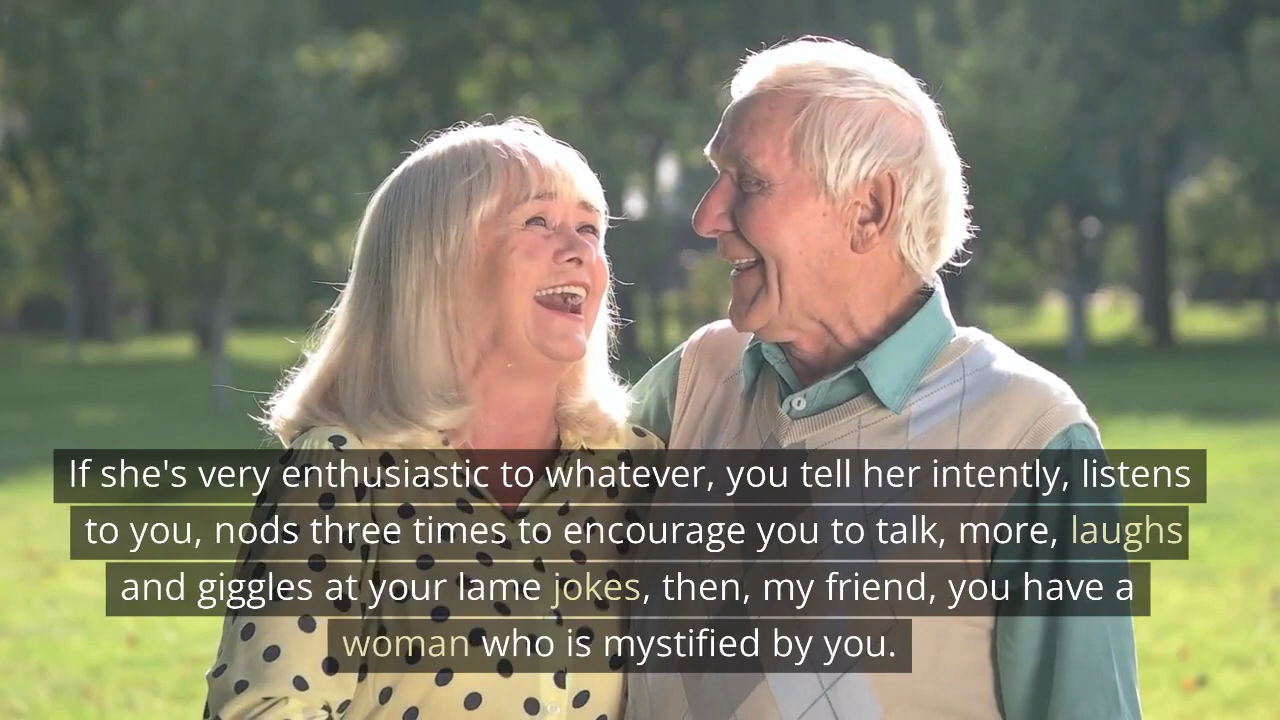 If she's very enthusiastic to whatever, you tell her intently, listens
to you, nods three times to encourage you to talk, more, laughs
and giggles at your lame jokes, then, my friend, you have a
woman who is mystified by you.